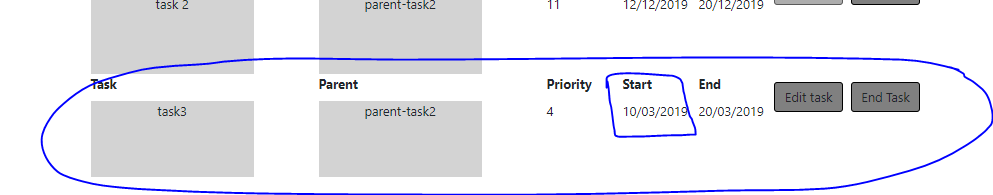 task 2 parent-task2 11 12/12/2019 20/12/2019
Task Parent Priority Start End
Edit task End Task
task3 parent-task2 4 10/03/2019 20/03/2019